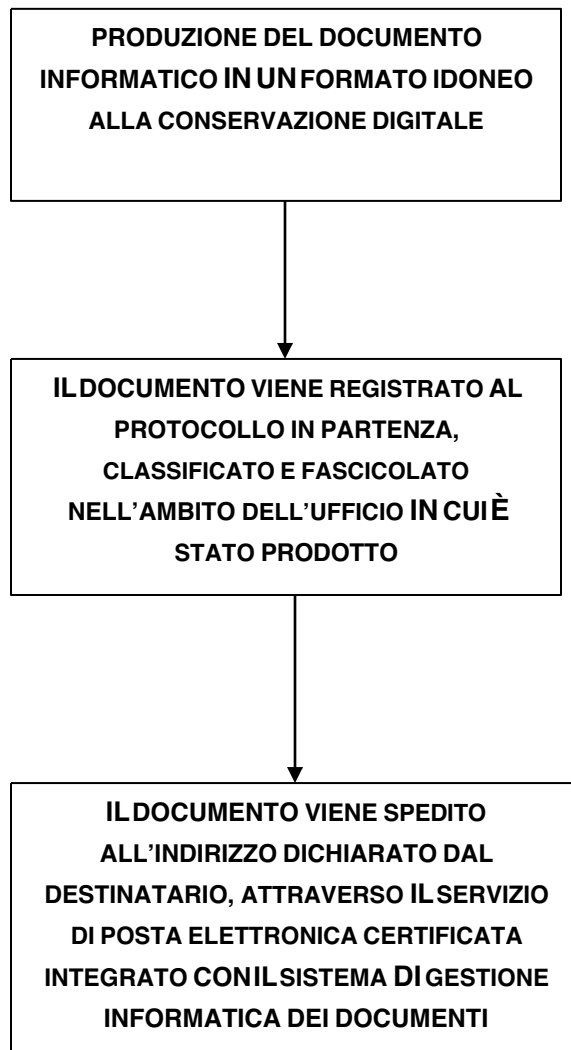 PRODUZIONE DEL DOCUMENTO
INFORMATICO IN UN FORMATO IDONEO
ALLA CONSERVAZIONE DIGITALE
IL DOCUMENTO VIENE REGISTRATO AL
PROTOCOLLO IN PARTENZA,
CLASSIFICATO E FASCICOLATO
NELL’AMBITO DELL’UFFICIO IN CUI È
STATO PRODOTTO
IL DOCUMENTO VIENE SPEDITO
ALL’INDIRIZZO DICHIARATO DAL
DESTINATARIO, ATTRAVERSO IL SERVIZIO
DI POSTA ELETTRONICA CERTIFICATA
INTEGRATO CON IL SISTEMA DI GESTIONE
INFORMATICA DEI DOCUMENTI